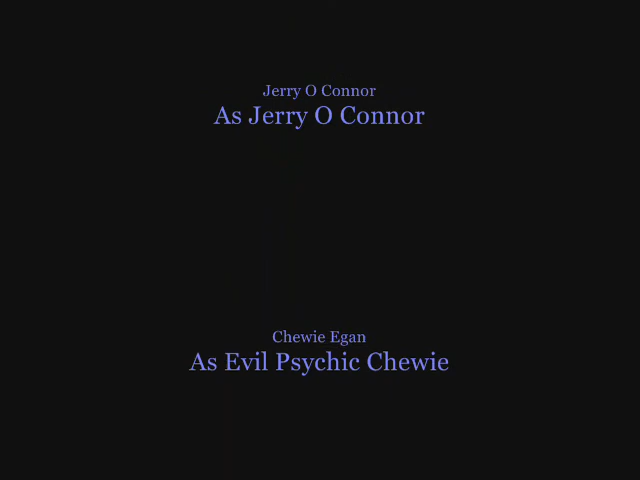 Jerry O Connor
As Jerry O Connor
Chewie Egan
As Evil Psychic Chewie